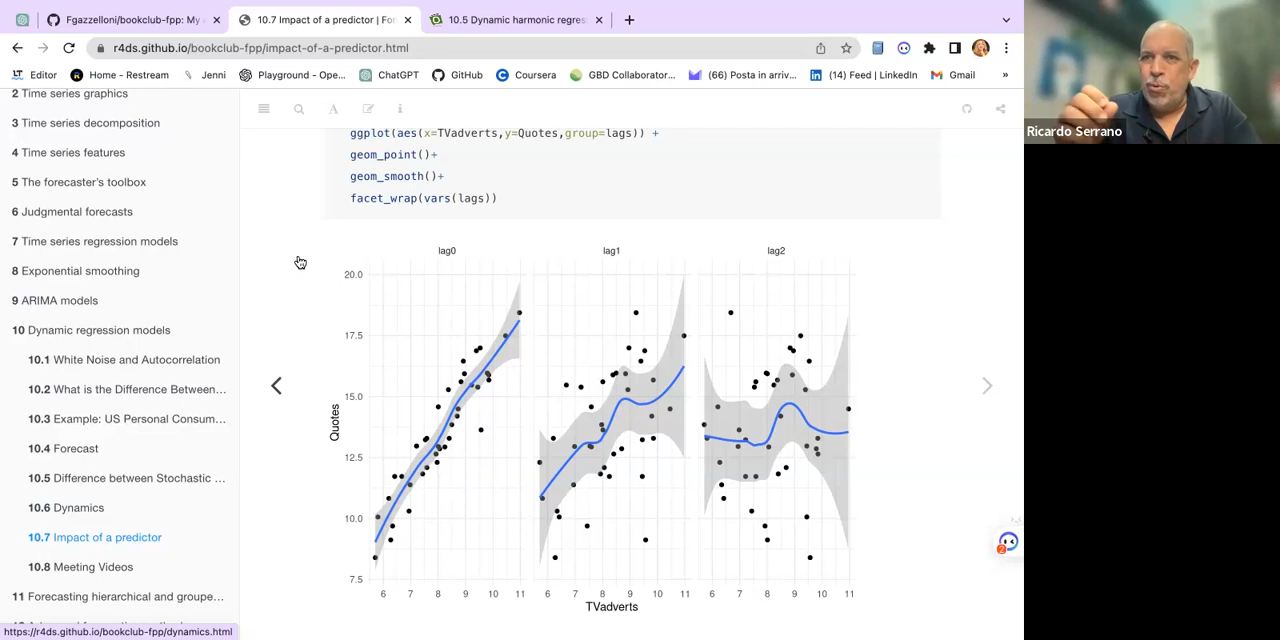 Fgazzelloni/bookclub-fpp: My
10.7 Impact of a predictor | For
10.5 Dynamic harmonic regres
r4ds.github.io/bookclub-fpp/impact-of-a-predictor.html
Editor
Home - Restream
Jenni
Playground - Ope...
ChatGPT
GitHub
Coursera
GBD Collaborator...
(66) Posta in arriv...
(14) Feed | LinkedIn
Gmail
»
2 Time series graphics
3 Time series decomposition
4 Time series features
5 The forecaster's toolbox
6 Judgmental forecasts
7 Time series regression models
8 Exponential smoothing
9 ARIMA models
10 Dynamic regression models
10.1 White Noise and Autocorrelation
10.2 What is the Difference Between...
10.3 Example: US Personal Consum...
10.4 Forecast
10.5 Difference between Stochastic ...
10.6 Dynamics
10.7 Impact of a predictor
10.8 Meeting Videos
11 Forecasting hierarchical and groupe...
https://r4ds.github.io/bookclub-fpp/dynamics.html
ggplot(aes(x=TVadverts,y=Quotes,group=lags)) +
geom_point()+
geom_smooth()+
facet_wrap(vars(lags))
lag0 lag1 lag2
20.0
17.5
15.0
12.5
10.0
7.5
Quotes
6 7 8 9 10 11 6 7 8 9 10 11 6 7 8 9 10 11
TVadverts
Ricardo Serrano
2